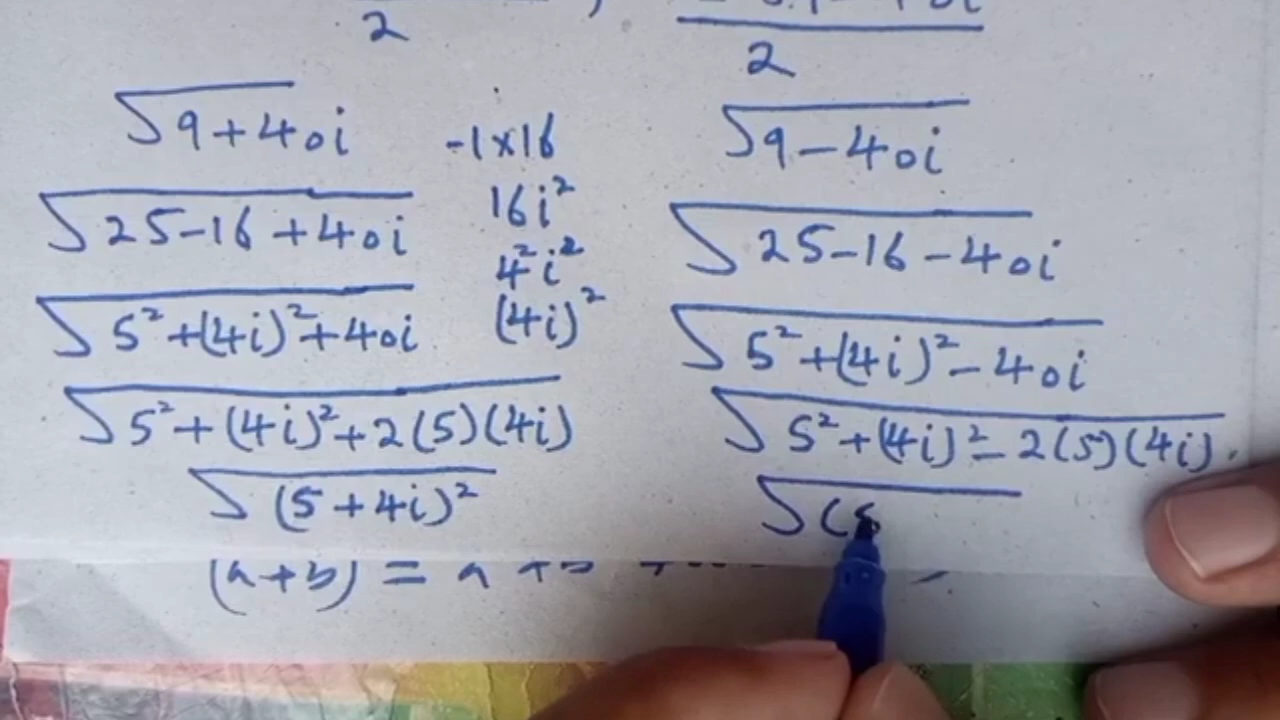 2 , 2
√9+40i -1×16 √9-40i
√25-16+40i 16i² √25-16-40i
4²i²
√5²+(4i)²+40i (4i)² √5²+(4i)²-40i
√5²+(4i)²+2(5)(4i) √5²+(4i)²-2(5)(4i)
√(5+4i)² √(5
(a+b) = a +b